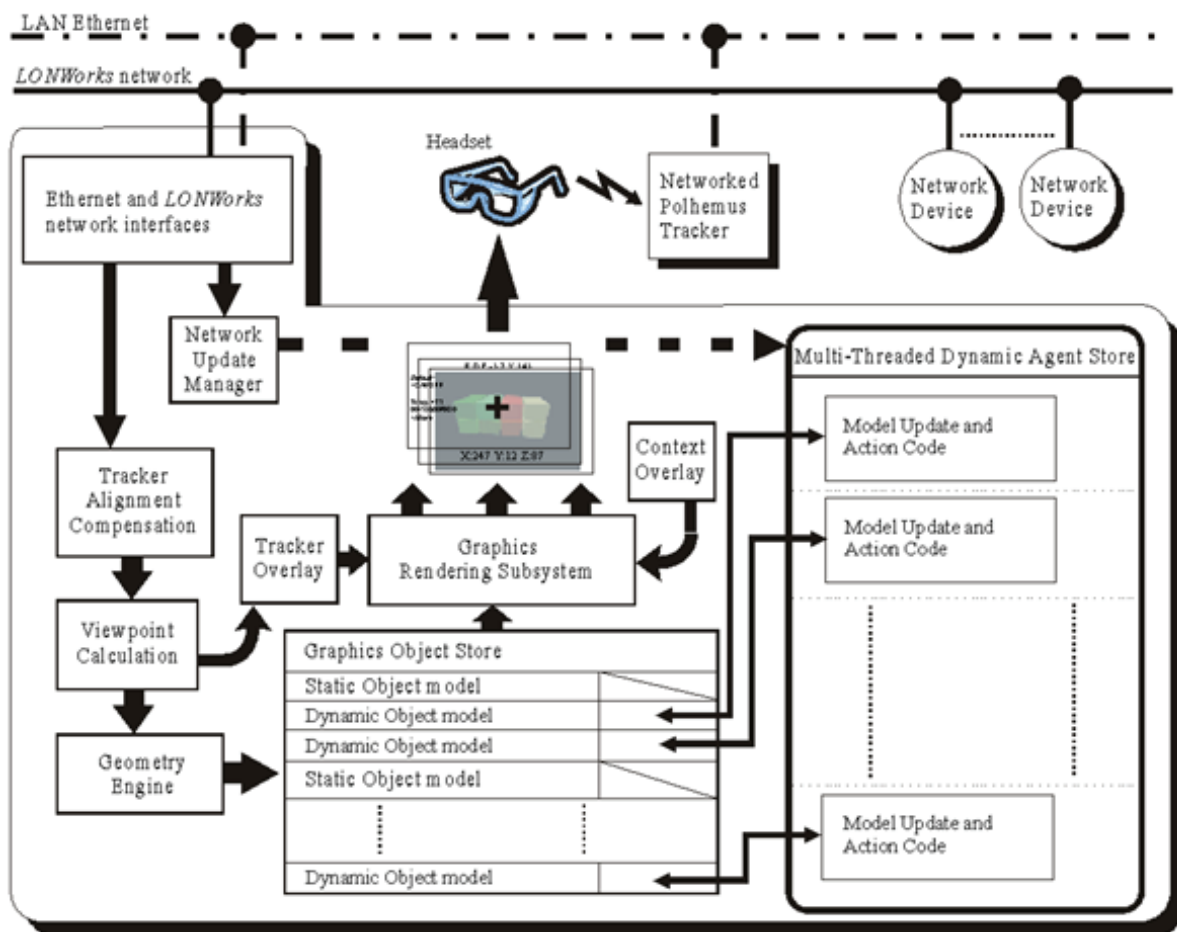 LAN Ethernet
LONWorks network
Headset
Ethernet and LONWorks
network interfaces
Networked
Polhemus
Tracker
Network
Device
Network
Device
Network
Update
Manager
Multi-Threaded Dynamic Agent Store
X:247 Y:12 Z:87
Model Update and
Action Code
Context
Overlay
Tracker
Alignment
Compensation
Tracker
Overlay
Graphics
Rendering Subsystem
Model Update and
Action Code
Viewpoint
Calculation
Graphics Object Store
Static Object model
Dynamic Object model
Dynamic Object model
Static Object model
Geometry
Engine
Model Update and
Action Code
Dynamic Object model